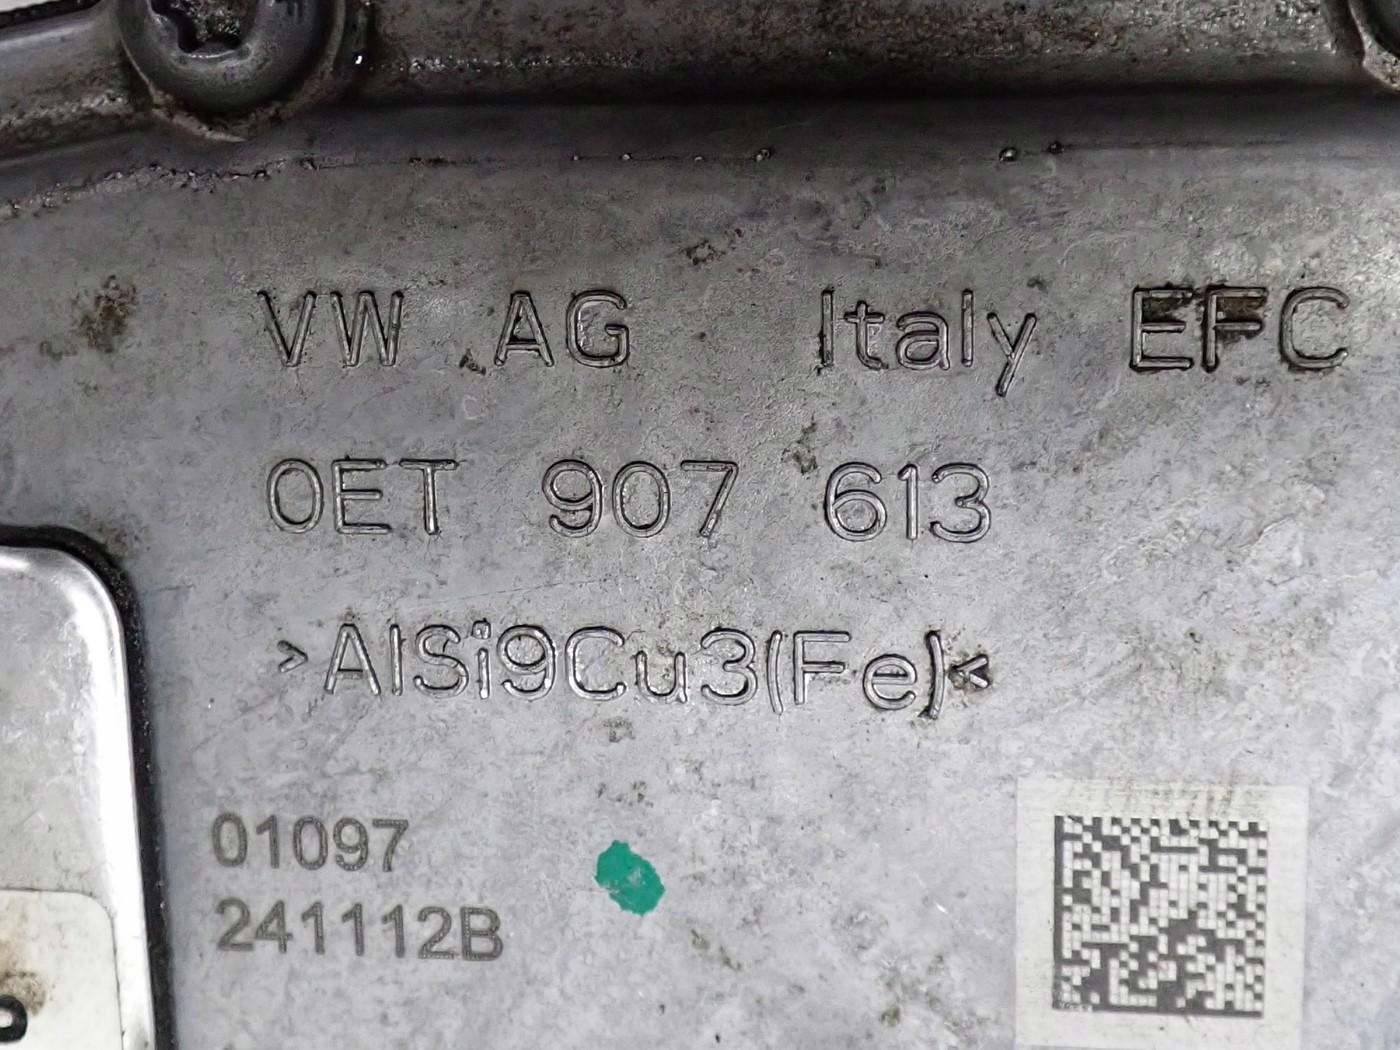 VW AG Italy EFC
0ET 907 613
>AlSi9Cu3(Fe)<
01097
241112B